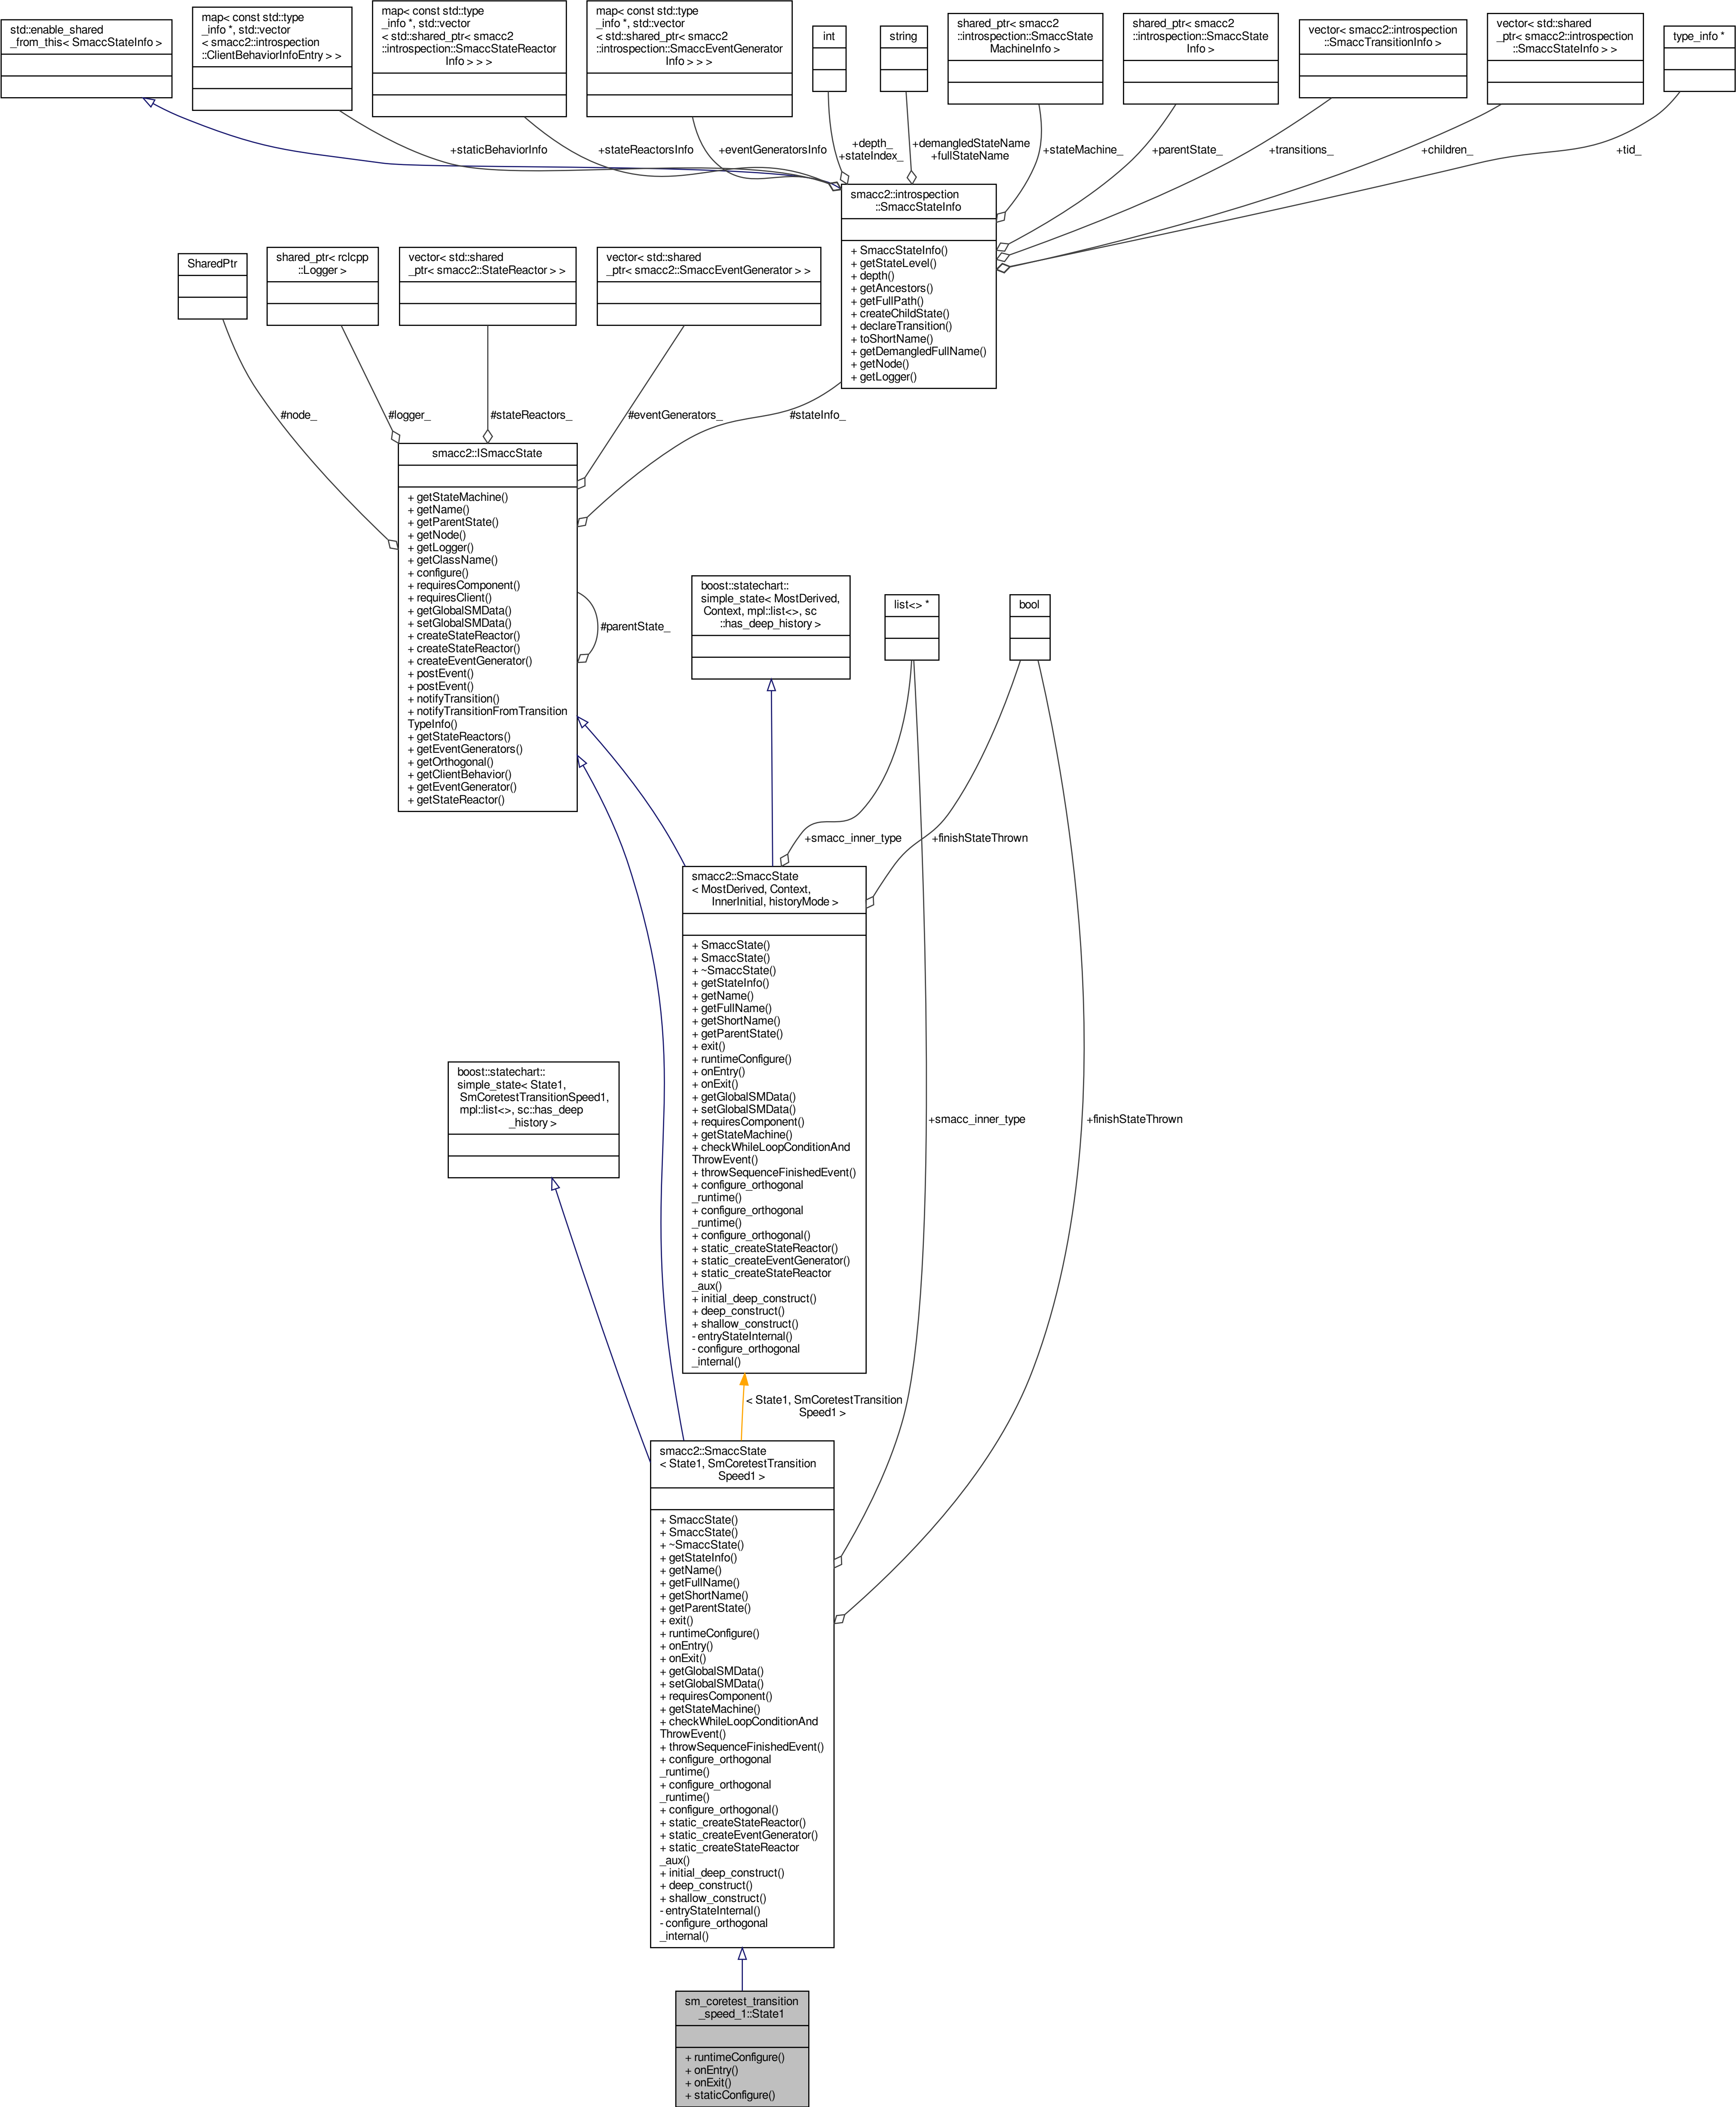 std::enable_shared
_from_this< SmaccStateInfo >
map< const std::type
_info *, std::vector
< smacc2::introspection
::ClientBehaviorInfoEntry > >
map< const std::type
_info *, std::vector
< std::shared_ptr< smacc2
::introspection::SmaccStateReactor
Info > > >
map< const std::type
_info *, std::vector
< std::shared_ptr< smacc2
::introspection::SmaccEventGenerator
Info > > >
int
string
shared_ptr< smacc2
::introspection::SmaccState
MachineInfo >
shared_ptr< smacc2
::introspection::SmaccState
Info >
vector< smacc2::introspection
::SmaccTransitionInfo >
vector< std::shared
_ptr< smacc2::introspection
::SmaccStateInfo > >
type_info *
+staticBehaviorInfo
+stateReactorsInfo
+eventGeneratorsInfo
+depth_
+stateIndex_
+demangledStateName
+fullStateName
+stateMachine_
+parentState_
+transitions_
+children_
+tid_
smacc2::introspection
::SmaccStateInfo
+ SmaccStateInfo()
+ getStateLevel()
+ depth()
+ getAncestors()
+ getFullPath()
+ createChildState()
+ declareTransition()
+ toShortName()
+ getDemangledFullName()
+ getNode()
+ getLogger()
SharedPtr
shared_ptr< rclcpp
::Logger >
vector< std::shared
_ptr< smacc2::StateReactor > >
vector< std::shared
_ptr< smacc2::SmaccEventGenerator > >
#node_
#logger_
#stateReactors_
#eventGenerators_
#stateInfo_
smacc2::ISmaccState
+ getStateMachine()
+ getName()
+ getParentState()
+ getNode()
+ getLogger()
+ getClassName()
+ configure()
+ requiresComponent()
+ requiresClient()
+ getGlobalSMData()
+ setGlobalSMData()
+ createStateReactor()
+ createStateReactor()
+ createEventGenerator()
+ postEvent()
+ postEvent()
+ notifyTransition()
+ notifyTransitionFromTransition
TypeInfo()
+ getStateReactors()
+ getEventGenerators()
+ getOrthogonal()
+ getClientBehavior()
+ getEventGenerator()
+ getStateReactor()
#parentState_
boost::statechart::
simple_state< MostDerived,
Context, mpl::list<>, sc
::has_deep_history >
list<> *
bool
+smacc_inner_type
+finishStateThrown
smacc2::SmaccState
< MostDerived, Context,
InnerInitial, historyMode >
+ SmaccState()
+ SmaccState()
+ ~SmaccState()
+ getStateInfo()
+ getName()
+ getFullName()
+ getShortName()
+ getParentState()
+ exit()
+ runtimeConfigure()
+ onEntry()
+ onExit()
+ getGlobalSMData()
+ setGlobalSMData()
+ requiresComponent()
+ getStateMachine()
+ checkWhileLoopConditionAnd
ThrowEvent()
+ throwSequenceFinishedEvent()
+ configure_orthogonal
_runtime()
+ configure_orthogonal
_runtime()
+ configure_orthogonal()
+ static_createStateReactor()
+ static_createEventGenerator()
+ static_createStateReactor
_aux()
+ initial_deep_construct()
+ deep_construct()
+ shallow_construct()
- entryStateInternal()
- configure_orthogonal
_internal()
boost::statechart::
simple_state< State1,
SmCoretestTransitionSpeed1,
mpl::list<>, sc::has_deep
_history >
+smacc_inner_type
+finishStateThrown
< State1, SmCoretestTransition
Speed1 >
smacc2::SmaccState
< State1, SmCoretestTransition
Speed1 >
+ SmaccState()
+ SmaccState()
+ ~SmaccState()
+ getStateInfo()
+ getName()
+ getFullName()
+ getShortName()
+ getParentState()
+ exit()
+ runtimeConfigure()
+ onEntry()
+ onExit()
+ getGlobalSMData()
+ setGlobalSMData()
+ requiresComponent()
+ getStateMachine()
+ checkWhileLoopConditionAnd
ThrowEvent()
+ throwSequenceFinishedEvent()
+ configure_orthogonal
_runtime()
+ configure_orthogonal
_runtime()
+ configure_orthogonal()
+ static_createStateReactor()
+ static_createEventGenerator()
+ static_createStateReactor
_aux()
+ initial_deep_construct()
+ deep_construct()
+ shallow_construct()
- entryStateInternal()
- configure_orthogonal
_internal()
sm_coretest_transition
_speed_1::State1
+ runtimeConfigure()
+ onEntry()
+ onExit()
+ staticConfigure()